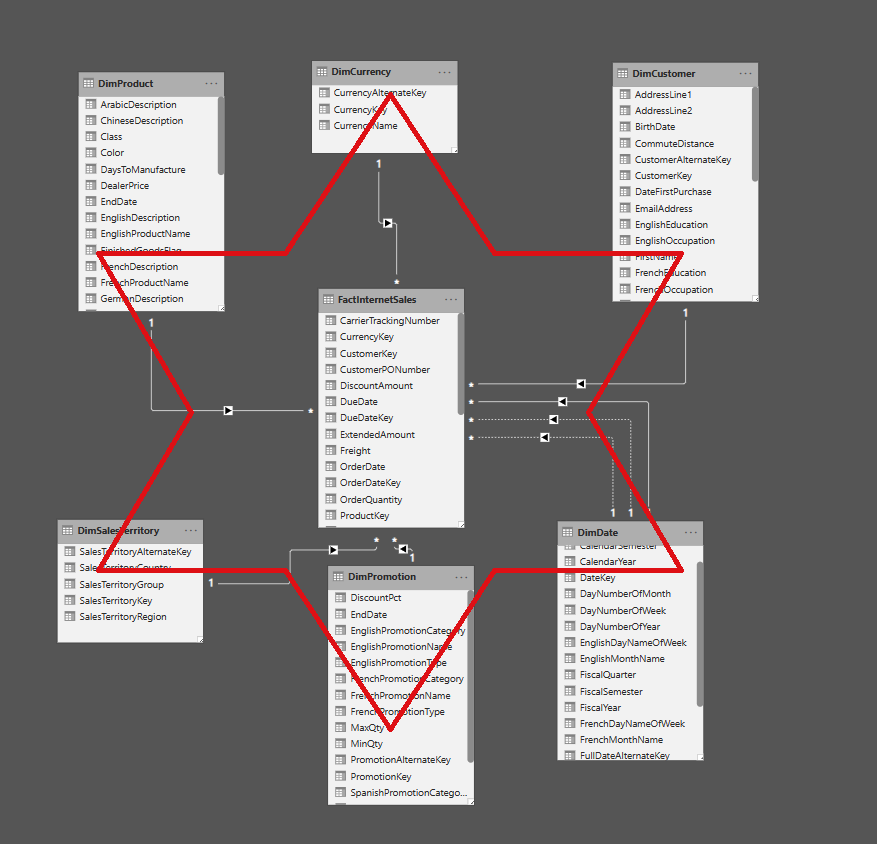 DimProduct
ArabicDescription
ChineseDescription
Class
Color
DaysToManufacture
DealerPrice
EndDate
EnglishDescription
EnglishProductName
FinishedGoodsFlag
FrenchDescription
FrenchProductName
GermanDescription
1
DimCurrency
CurrencyAlternateKey
CurrencyKey
CurrencyName
1
*
DimCustomer
AddressLine1
AddressLine2
BirthDate
CommuteDistance
CustomerAlternateKey
CustomerKey
DateFirstPurchase
EmailAddress
EnglishEducation
EnglishOccupation
FirstName
FrenchEducation
FrenchOccupation
1
FactInternetSales
CarrierTrackingNumber
CurrencyKey
CustomerKey
CustomerPONumber
DiscountAmount
DueDate
DueDateKey
ExtendedAmount
Freight
OrderDate
OrderDateKey
OrderQuantity
ProductKey
*
*
*
*
*
* *
1
1 1
DimSalesTerritory
SalesTerritoryAlternateKey
SalesTerritoryCountry
SalesTerritoryGroup
SalesTerritoryKey
SalesTerritoryRegion
1
DimPromotion
DiscountPct
EndDate
EnglishPromotionCategory
EnglishPromotionName
EnglishPromotionType
FrenchPromotionCategory
FrenchPromotionName
FrenchPromotionType
MaxQty
MinQty
PromotionAlternateKey
PromotionKey
SpanishPromotionCatego...
DimDate
CalendarSemester
CalendarYear
DateKey
DayNumberOfMonth
DayNumberOfWeek
DayNumberOfYear
EnglishDayNameOfWeek
EnglishMonthName
FiscalQuarter
FiscalSemester
FiscalYear
FrenchDayNameOfWeek
FrenchMonthName
FullDateAlternateKey